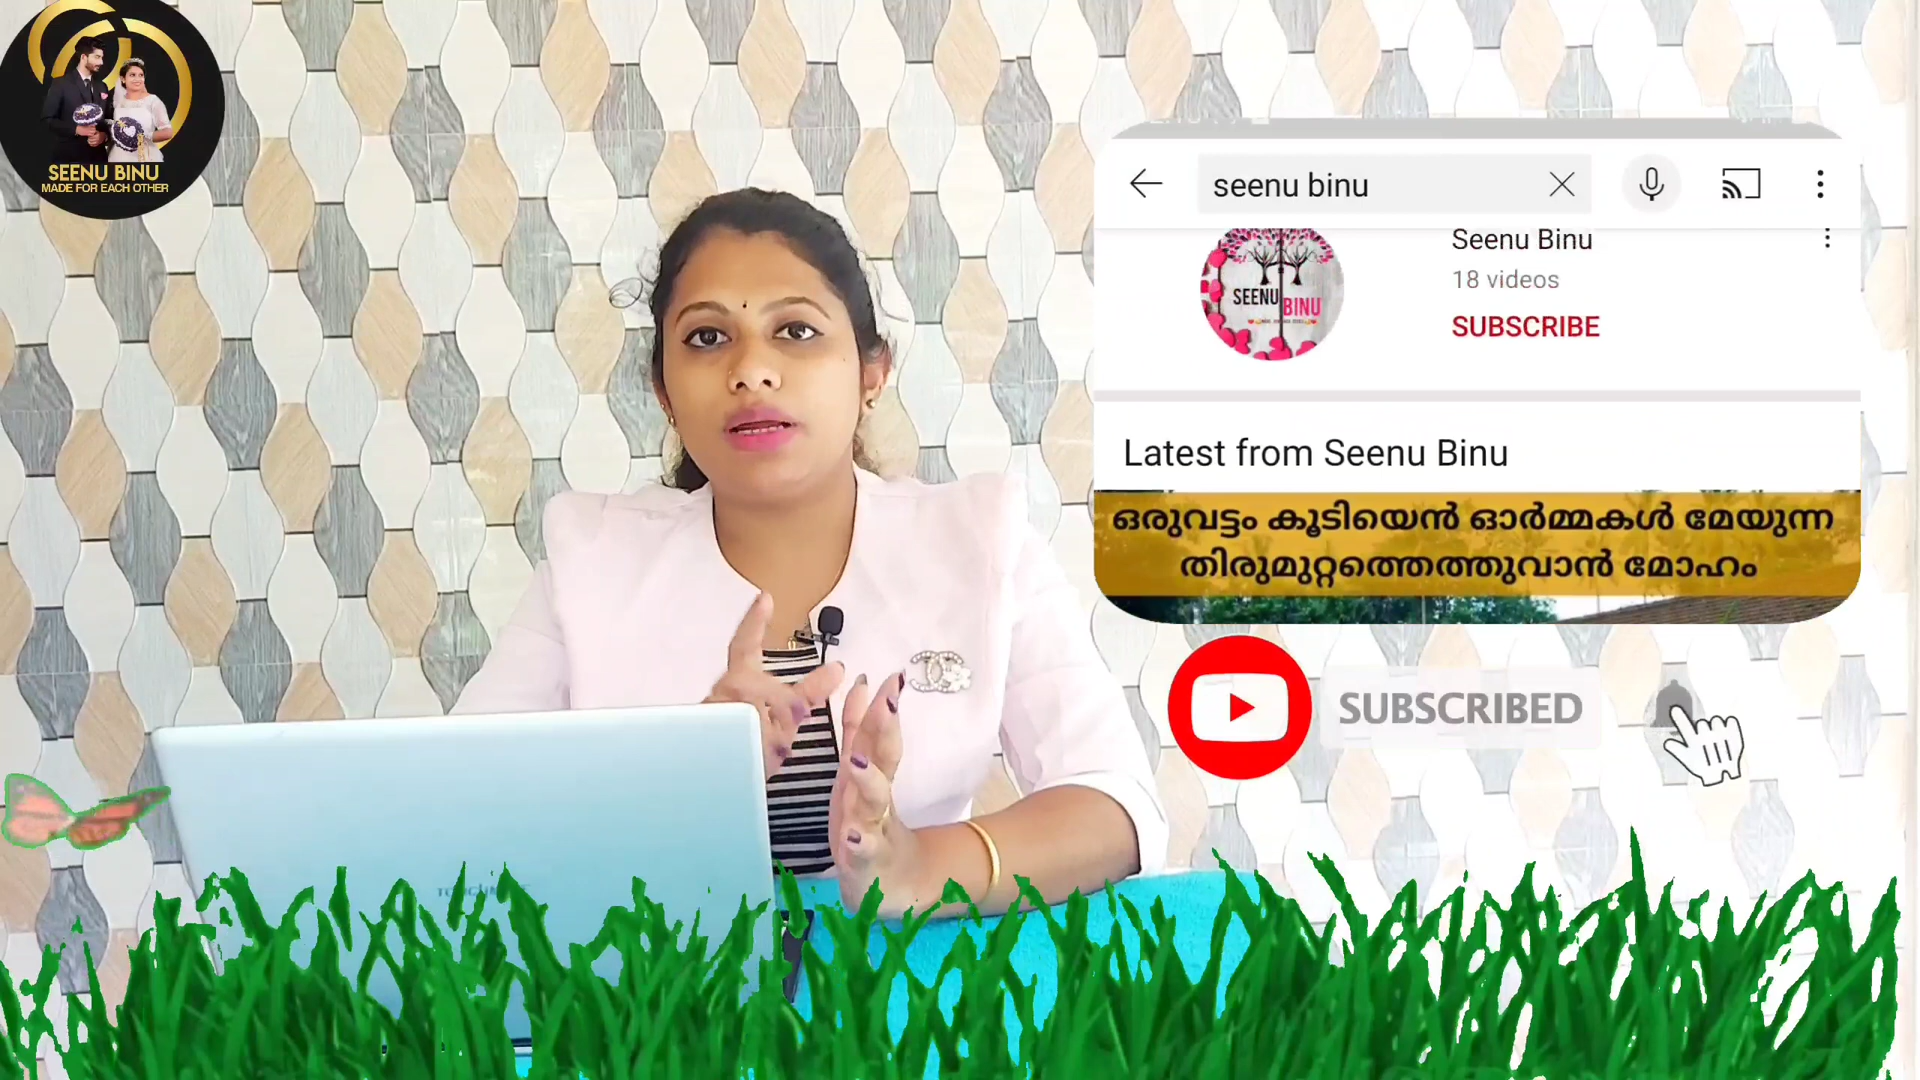 SEENU BINU
MADE FOR EACH OTHER
seenu binu
Seenu Binu
18 videos
SEENU
BINU
SUBSCRIBE
Latest from Seenu Binu
ഒരുവട്ടം കൂടിയെൻ ഓർമ്മകൾ മേയുന്ന
തിരുമുറ്റത്തെത്തുവാൻ മോഹം
SUBSCRIBED